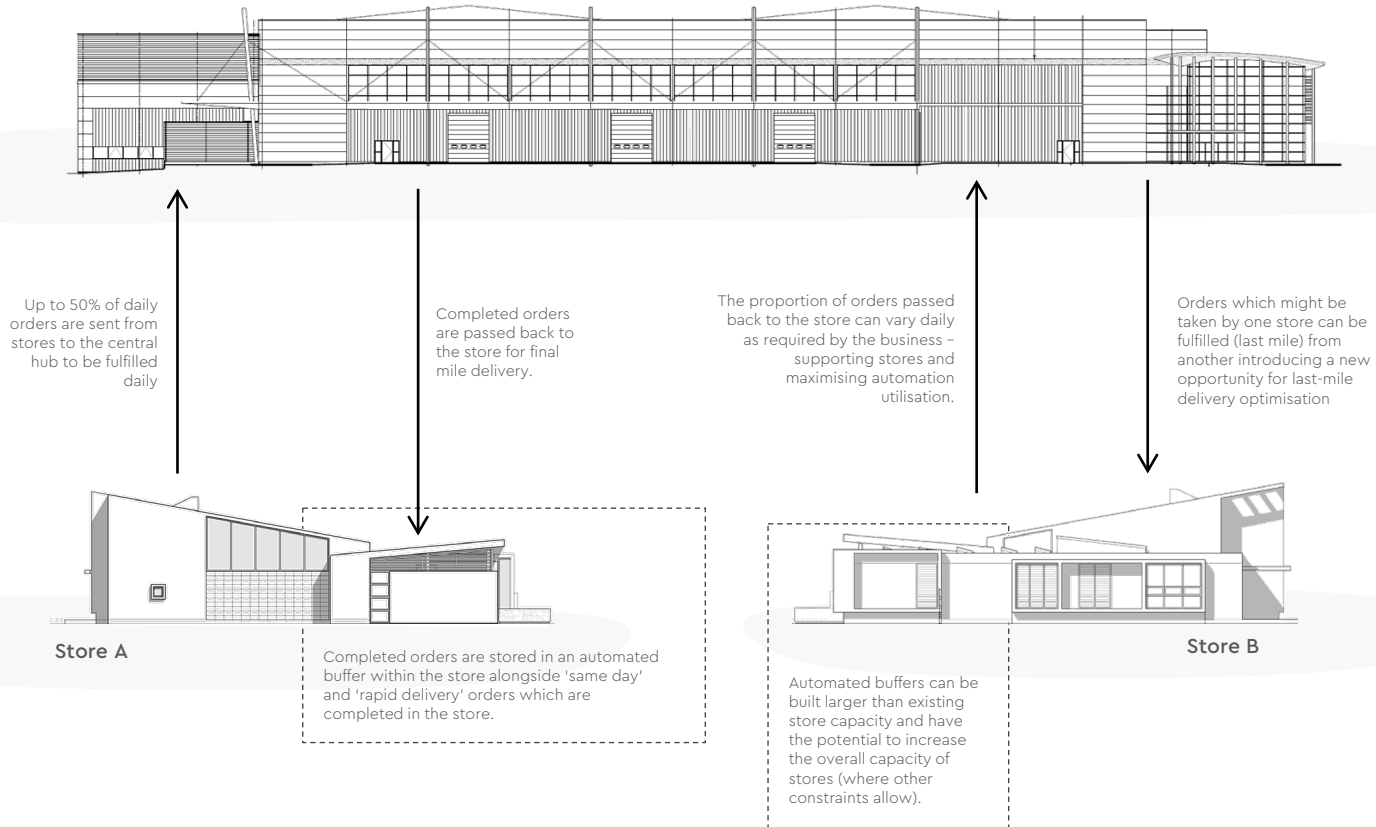 Up to 50% of daily
orders are sent from
stores to the central
hub to be fulfilled
daily
Completed orders
are passed back to
the store for final
mile delivery.
The proportion of orders passed
back to the store can vary daily
as required by the business –
supporting stores and
maximising automation
utilisation.
Orders which might be
taken by one store can be
fulfilled (last mile) from
another introducing a new
opportunity for last-mile
delivery optimisation
Store A
Completed orders are stored in an automated
buffer within the store alongside ‘same day’
and ‘rapid delivery’ orders which are
completed in the store.
Store B
Automated buffers can be
built larger than existing
store capacity and have
the potential to increase
the overall capacity of
stores (where other
constraints allow).